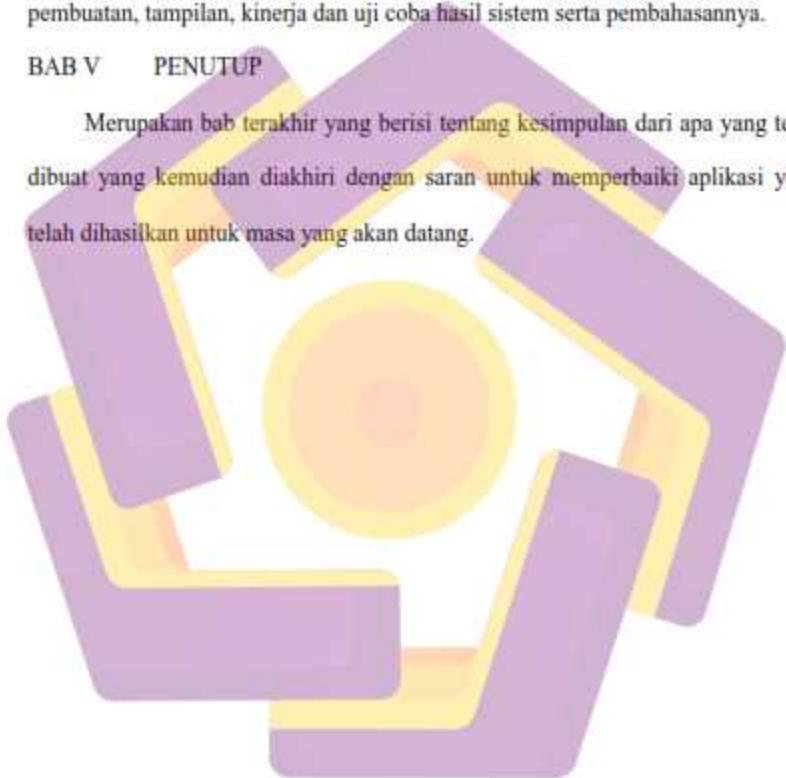 pembuatan, tampilan, kinerja dan uji coba hasil sistem serta pembahasannya.
BAB V PENUTUP
Merupakan bab terakhir yang berisi tentang kesimpulan dari apa yang te
dibuat yang kemudian diakhiri dengan saran untuk memperbaiki aplikasi y
telah dihasilkan untuk masa yang akan datang.